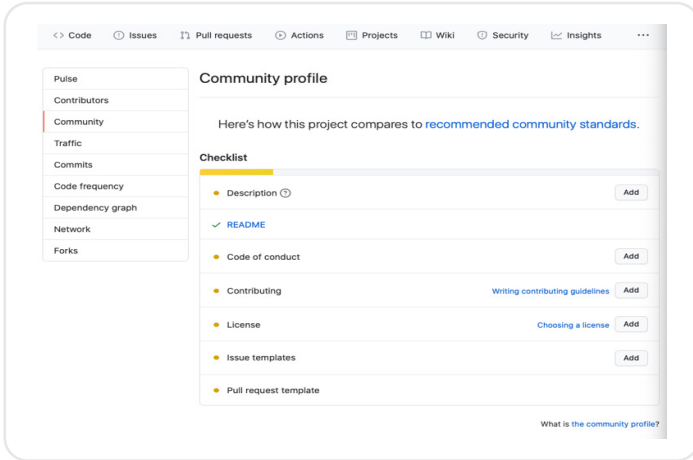 <> Code Issues Pull requests Actions Projects Wiki Security Insights ...
Pulse
Contributors
Community
Traffic
Commits
Code frequency
Dependency graph
Network
Forks
Community profile
Here's how this project compares to recommended community standards.
Checklist
Description ? Add
README
Code of conduct Add
Contributing Writing contributing guidelines Add
License Choosing a license Add
Issue templates Add
Pull request template
What is the community profile?